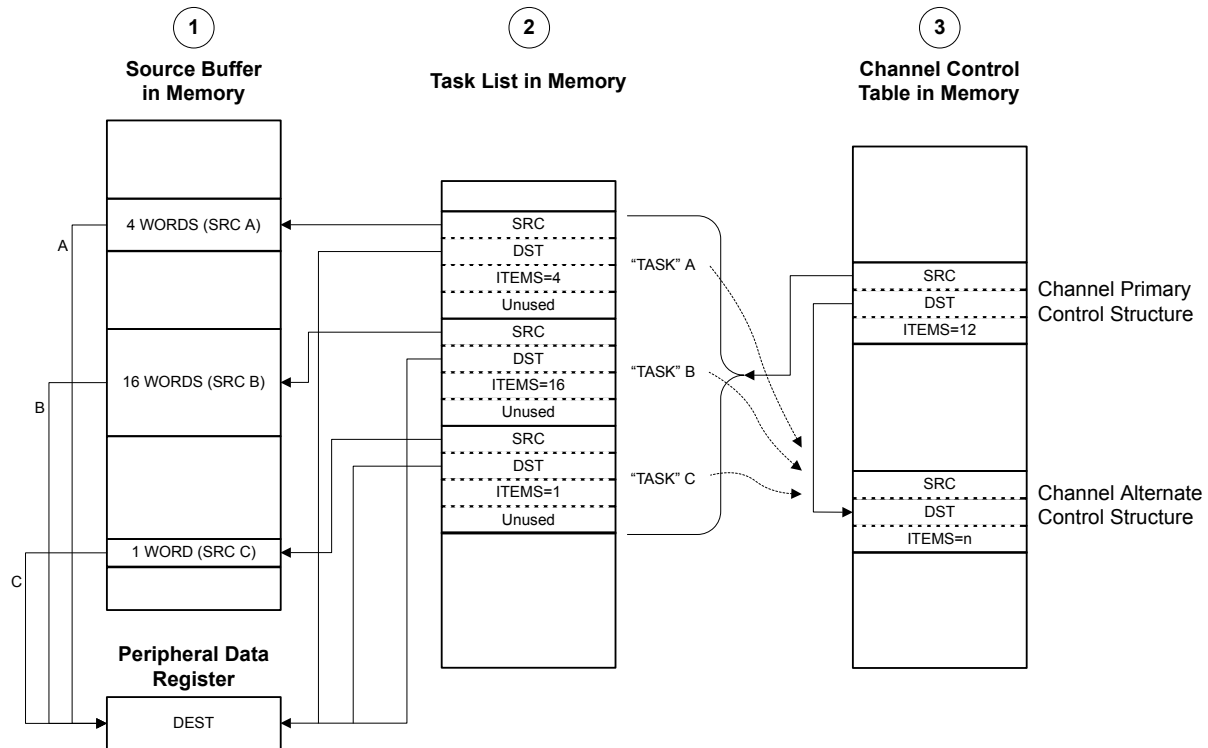 1
Source Buffer
in Memory
4 WORDS (SRC A)
16 WORDS (SRC B)
1 WORD (SRC C)
A
B
C
Peripheral Data
Register
DEST
2
Task List in Memory
SRC
DST
ITEMS=4
Unused
SRC
DST
ITEMS=16
Unused
SRC
DST
ITEMS=1
Unused
“TASK” A
“TASK” B
“TASK” C
3
Channel Control
Table in Memory
SRC
DST
ITEMS=12
Channel Primary
Control Structure
SRC
DST
ITEMS=n
Channel Alternate
Control Structure